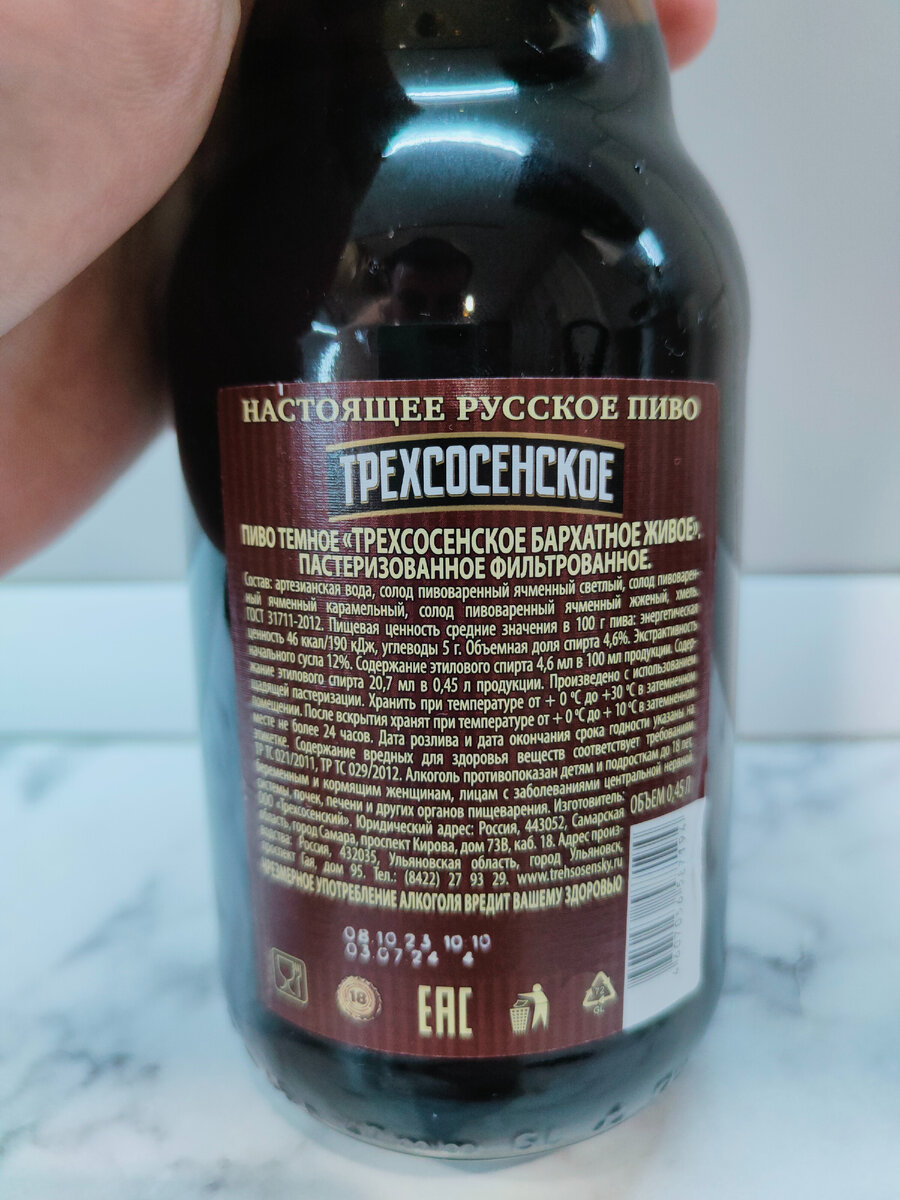 НАСТОЯЩЕЕ РУССКОЕ ПИВО
ТРЕХСОСЕНСКОЕ
ПИВО ТЕМНОЕ «ТРЕХСОСЕНСКОЕ БАРХАТНОЕ ЖИВОЕ».
ПАСТЕРИЗОВАННОЕ ФИЛЬТРОВАННОЕ.
Состав: артезианская вода, солод пивоваренный ячменный светлый, солод пивоварен-
ный ячменный карамельный, солод пивоваренный ячменный жженый, хмель.
ГОСТ 31711-2012. Пищевая ценность средние значения в 100 г пива: энергетическая
ценность 46 ккал/190 кДж, углеводы 5 г. Объемная доля спирта 4,6%. Экстрактивность
начального сусла 12%. Содержание этилового спирта 4,6 мл в 100 мл продукции. Содер-
жание этилового спирта 20,7 мл в 0,45 л продукции. Произведено с использованием
щадящей пастеризации. Хранить при температуре от + 0 °С до +30 °С в затемненном
помещении. После вскрытия хранят при температуре от + 0 °С до + 10 °С в затемненном
месте не более 24 часов. Дата розлива и дата окончания срока годности указаны на
этикетке. Содержание вредных для здоровья веществ соответствует требованиям
ТР ТС 021/2011, ТР ТС 029/2012. Алкоголь противопоказан детям и подросткам до 18 лет,
беременным и кормящим женщинам, лицам с заболеваниями центральной нервной
системы, почек, печени и других органов пищеварения. Изготовитель:
ООО «Трехсосенский». Юридический адрес: Россия, 443052, Самарская
область, город Самара, проспект Кирова, дом 73В, каб. 18. Адрес произ-
водства: Россия, 432035, Ульяновская область, город Ульяновск,
проспект Гая, дом 95. Тел.: (8422) 27 93 29. www.trehsosensky.ru
ЧРЕЗМЕРНОЕ УПОТРЕБЛЕНИЕ АЛКОГОЛЯ ВРЕДИТ ВАШЕМУ ЗДОРОВЬЮ
ОБЪЕМ 0,45 Л
08.10.23 10.10
03.07.24 4
18
EAC
72
GL